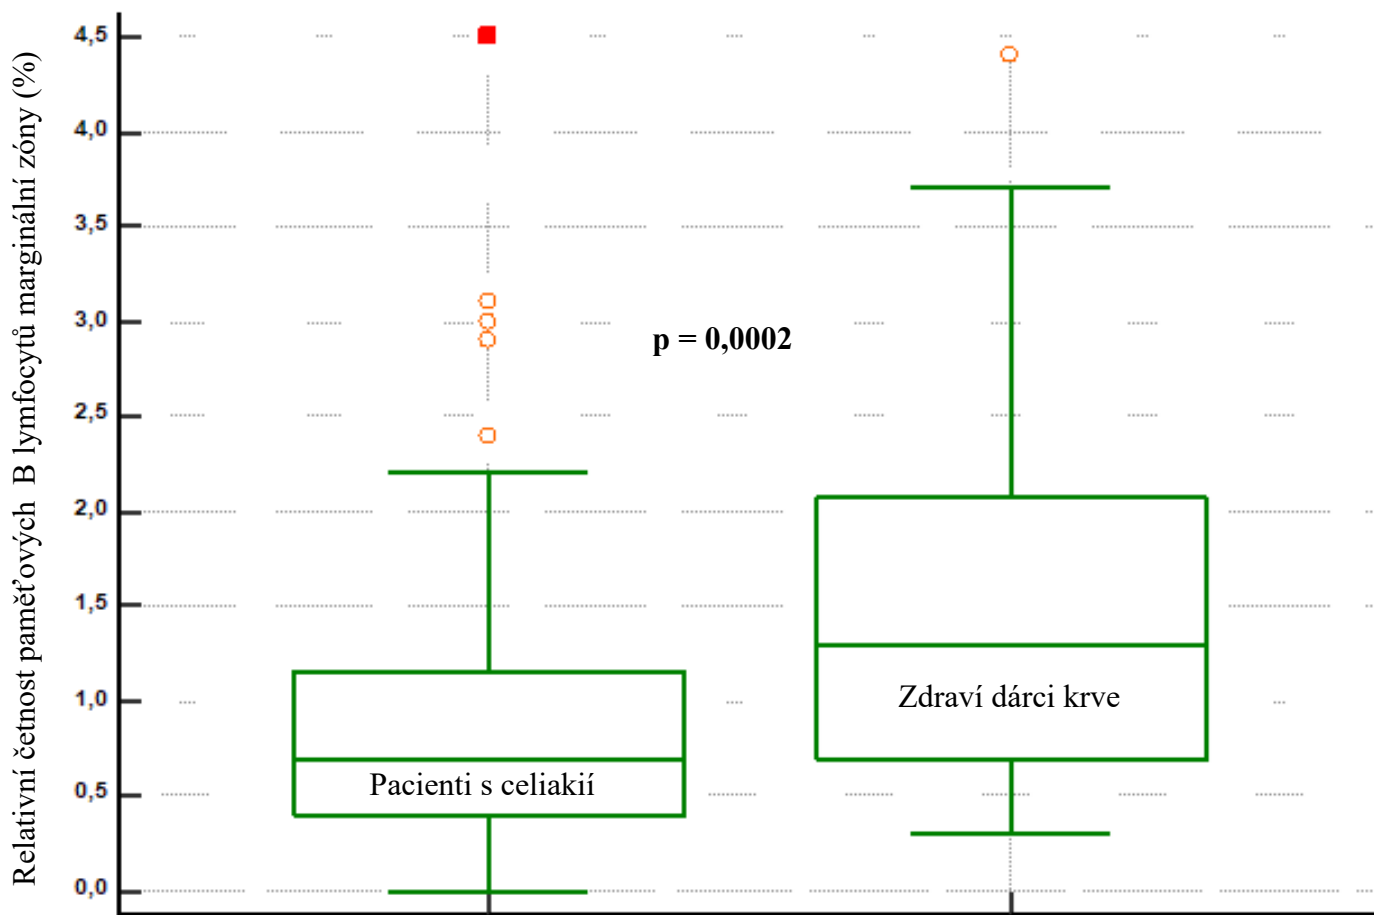 Relativní četnost paměťových B lymfocytů marginální zóny (%)
4,5
4,0
3,5
3,0
2,5
2,0
1,5
1,0
0,5
0,0
p = 0,0002
Zdraví dárci krve
Pacienti s celiakií